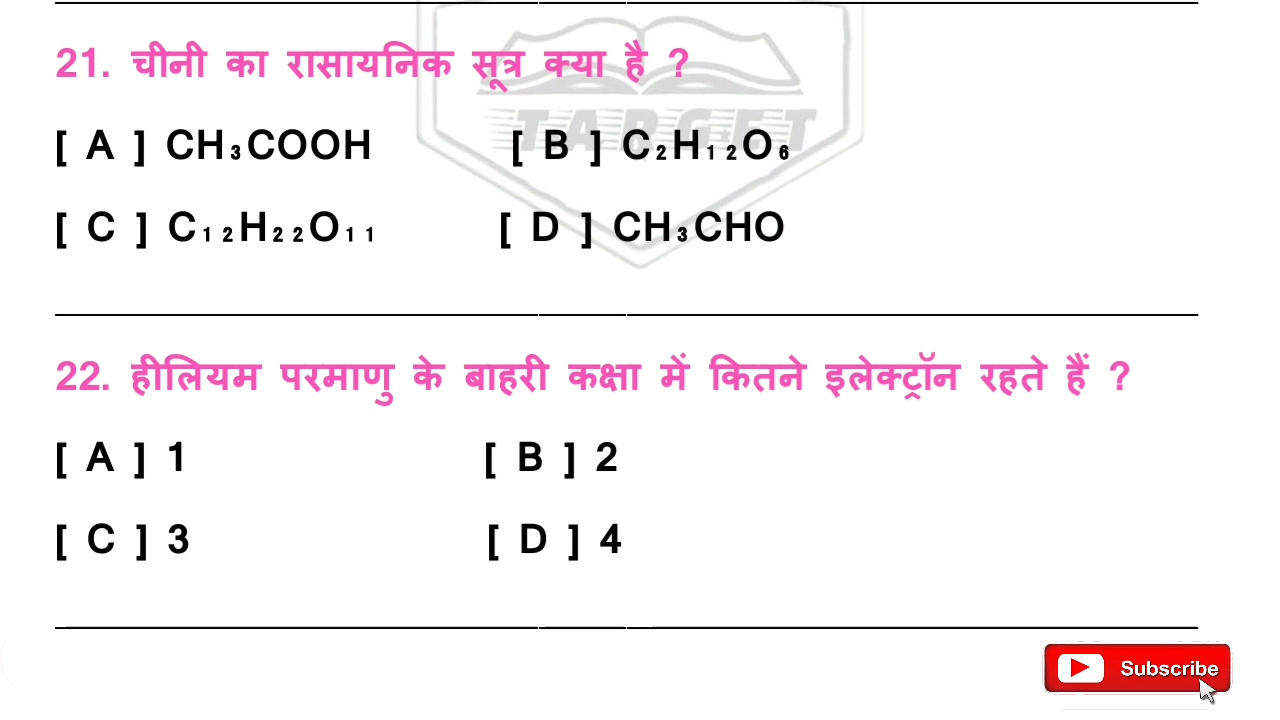 21. चीनी का रासायनिक सूत्र क्या है ?
TARGET
[ A ] CH₃COOH [ B ] C₂H₁₂O₆
[ C ] C₁₂H₂₂O₁₁ [ D ] CH₃CHO
22. हीलियम परमाणु के बाहरी कक्षा में कितने इलेक्ट्रॉन रहते हैं ?
[ A ] 1 [ B ] 2
[ C ] 3 [ D ] 4
Subscribe